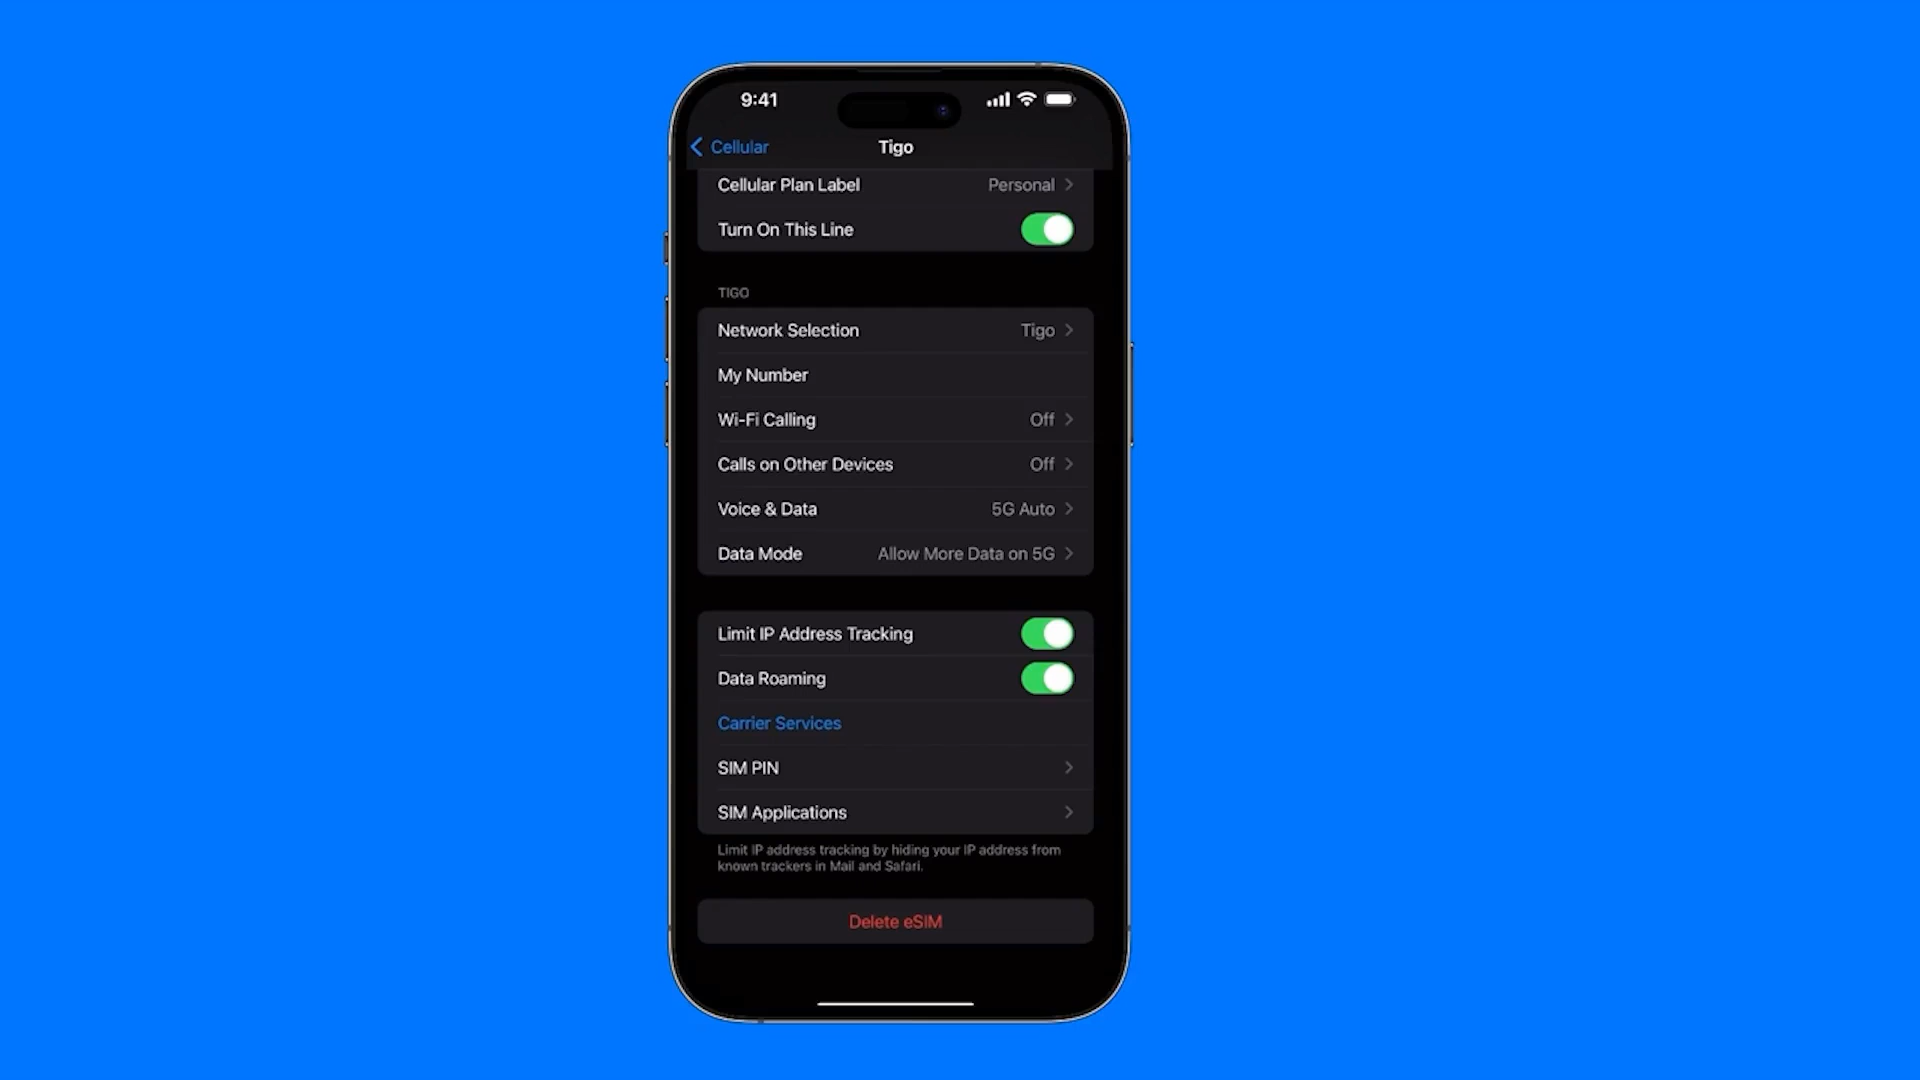 9:41
Cellular
Tigo
Cellular Plan Label Personal
Turn On This Line
TIGO
Network Selection Tigo
My Number
Wi-Fi Calling Off
Calls on Other Devices Off
Voice & Data 5G Auto
Data Mode Allow More Data on 5G
Limit IP Address Tracking
Data Roaming
Carrier Services
SIM PIN
SIM Applications
Limit IP address tracking by hiding your IP address from
known trackers in Mail and Safari.
Delete eSIM